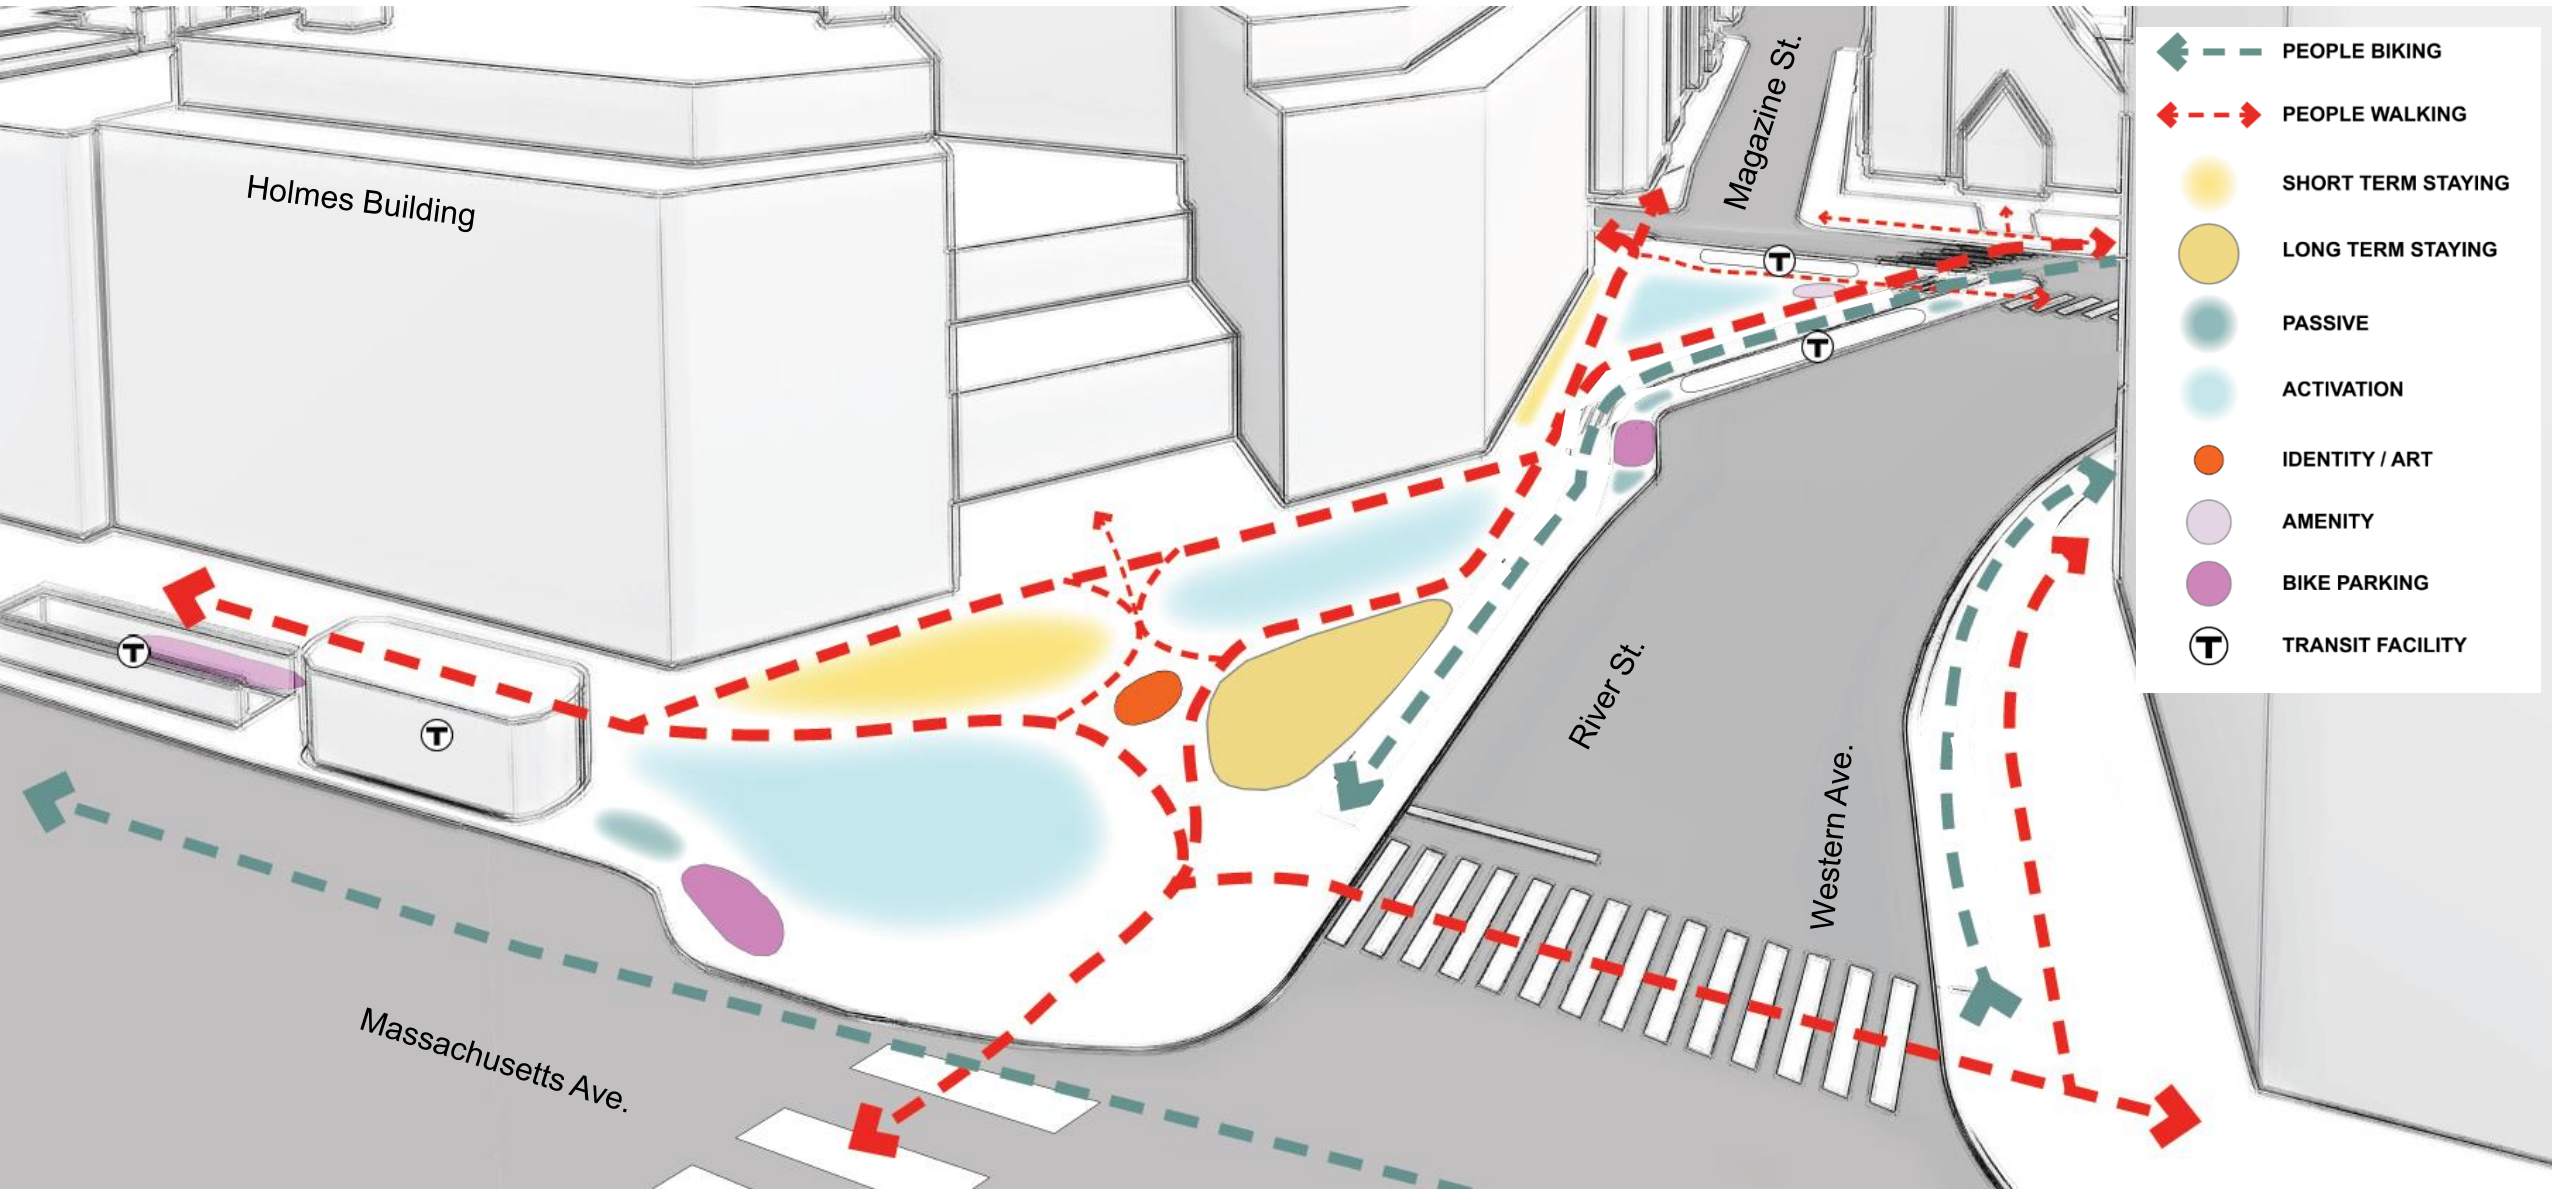 Holmes Building
Magazine St.
River St.
Western Ave.
Massachusetts Ave.
T
T
T
T
PEOPLE BIKING
PEOPLE WALKING
SHORT TERM STAYING
LONG TERM STAYING
PASSIVE
ACTIVATION
IDENTITY / ART
AMENITY
BIKE PARKING
T TRANSIT FACILITY